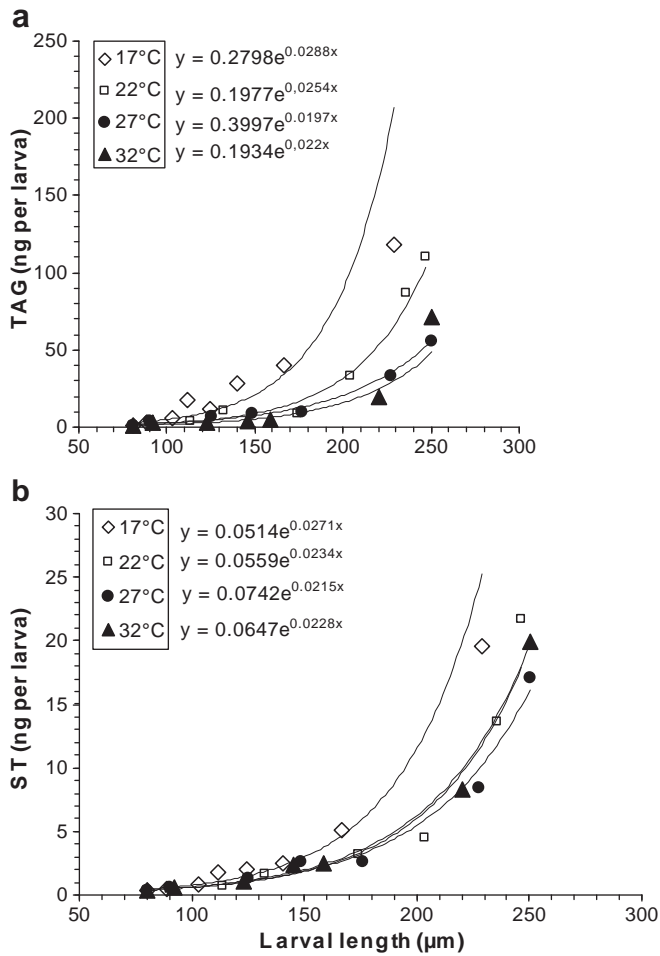 a
250
200
150
100
50
0
TAG (ng per larva)
17°C y = 0.2798e^0.0288x
22°C y = 0.1977e^0,0254x
27°C y = 0.3997e^0.0197x
32°C y = 0.1934e^0,022x
50 100 150 200 250 300
b
30
25
20
15
10
5
0
ST (ng per larva)
17°C y = 0.0514e^0.0271x
22°C y = 0.0559e^0.0234x
27°C y = 0.0742e^0.0215x
32°C y = 0.0647e^0.0228x
50 100 150 200 250 300
Larval length (µm)